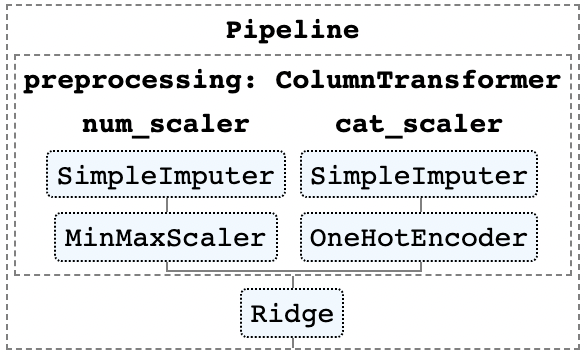 Pipeline
preprocessing: ColumnTransformer
num_scaler cat_scaler
SimpleImputer SimpleImputer
MinMaxScaler OneHotEncoder
Ridge